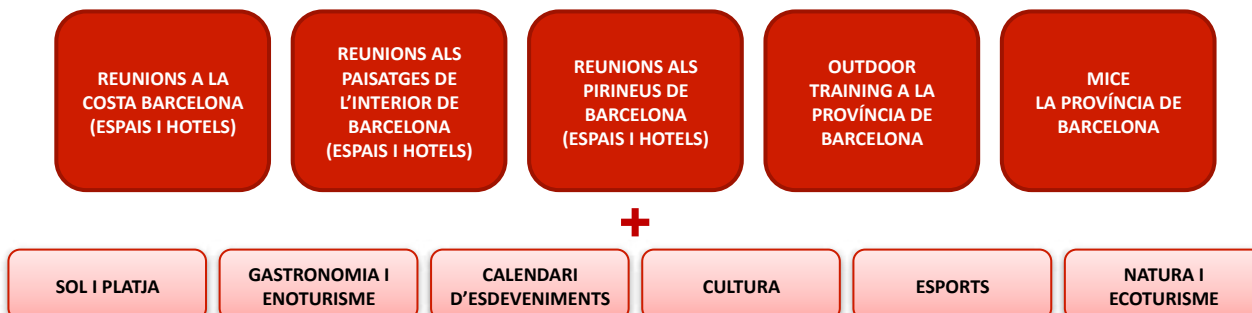 REUNIONS A LA
COSTA BARCELONA
(ESPAIS I HOTELS)
REUNIONS ALS
PAISATGES DE
L’INTERIOR DE
BARCELONA
(ESPAIS I HOTELS)
REUNIONS ALS
PIRINEUS DE
BARCELONA
(ESPAIS I HOTELS)
OUTDOOR
TRAINING A LA
PROVÍNCIA DE
BARCELONA
MICE
LA PROVÍNCIA DE
BARCELONA
+
SOL I PLATJA
GASTRONOMIA I
ENOTURISME
CALENDARI
D’ESDEVENIMENTS
CULTURA
ESPORTS
NATURA I
ECOTURISME